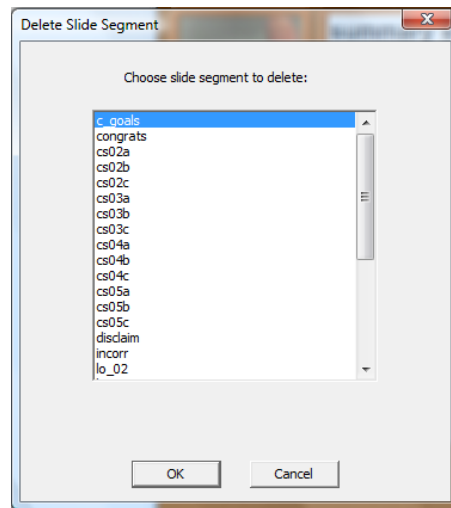 Delete Slide Segment
summary
Choose slide segment to delete:
c_goals
congrats
cs02a
cs02b
cs02c
cs03a
cs03b
cs03c
cs04a
cs04b
cs04c
cs05a
cs05b
cs05c
disclaim
incorr
lo_02
OK
Cancel